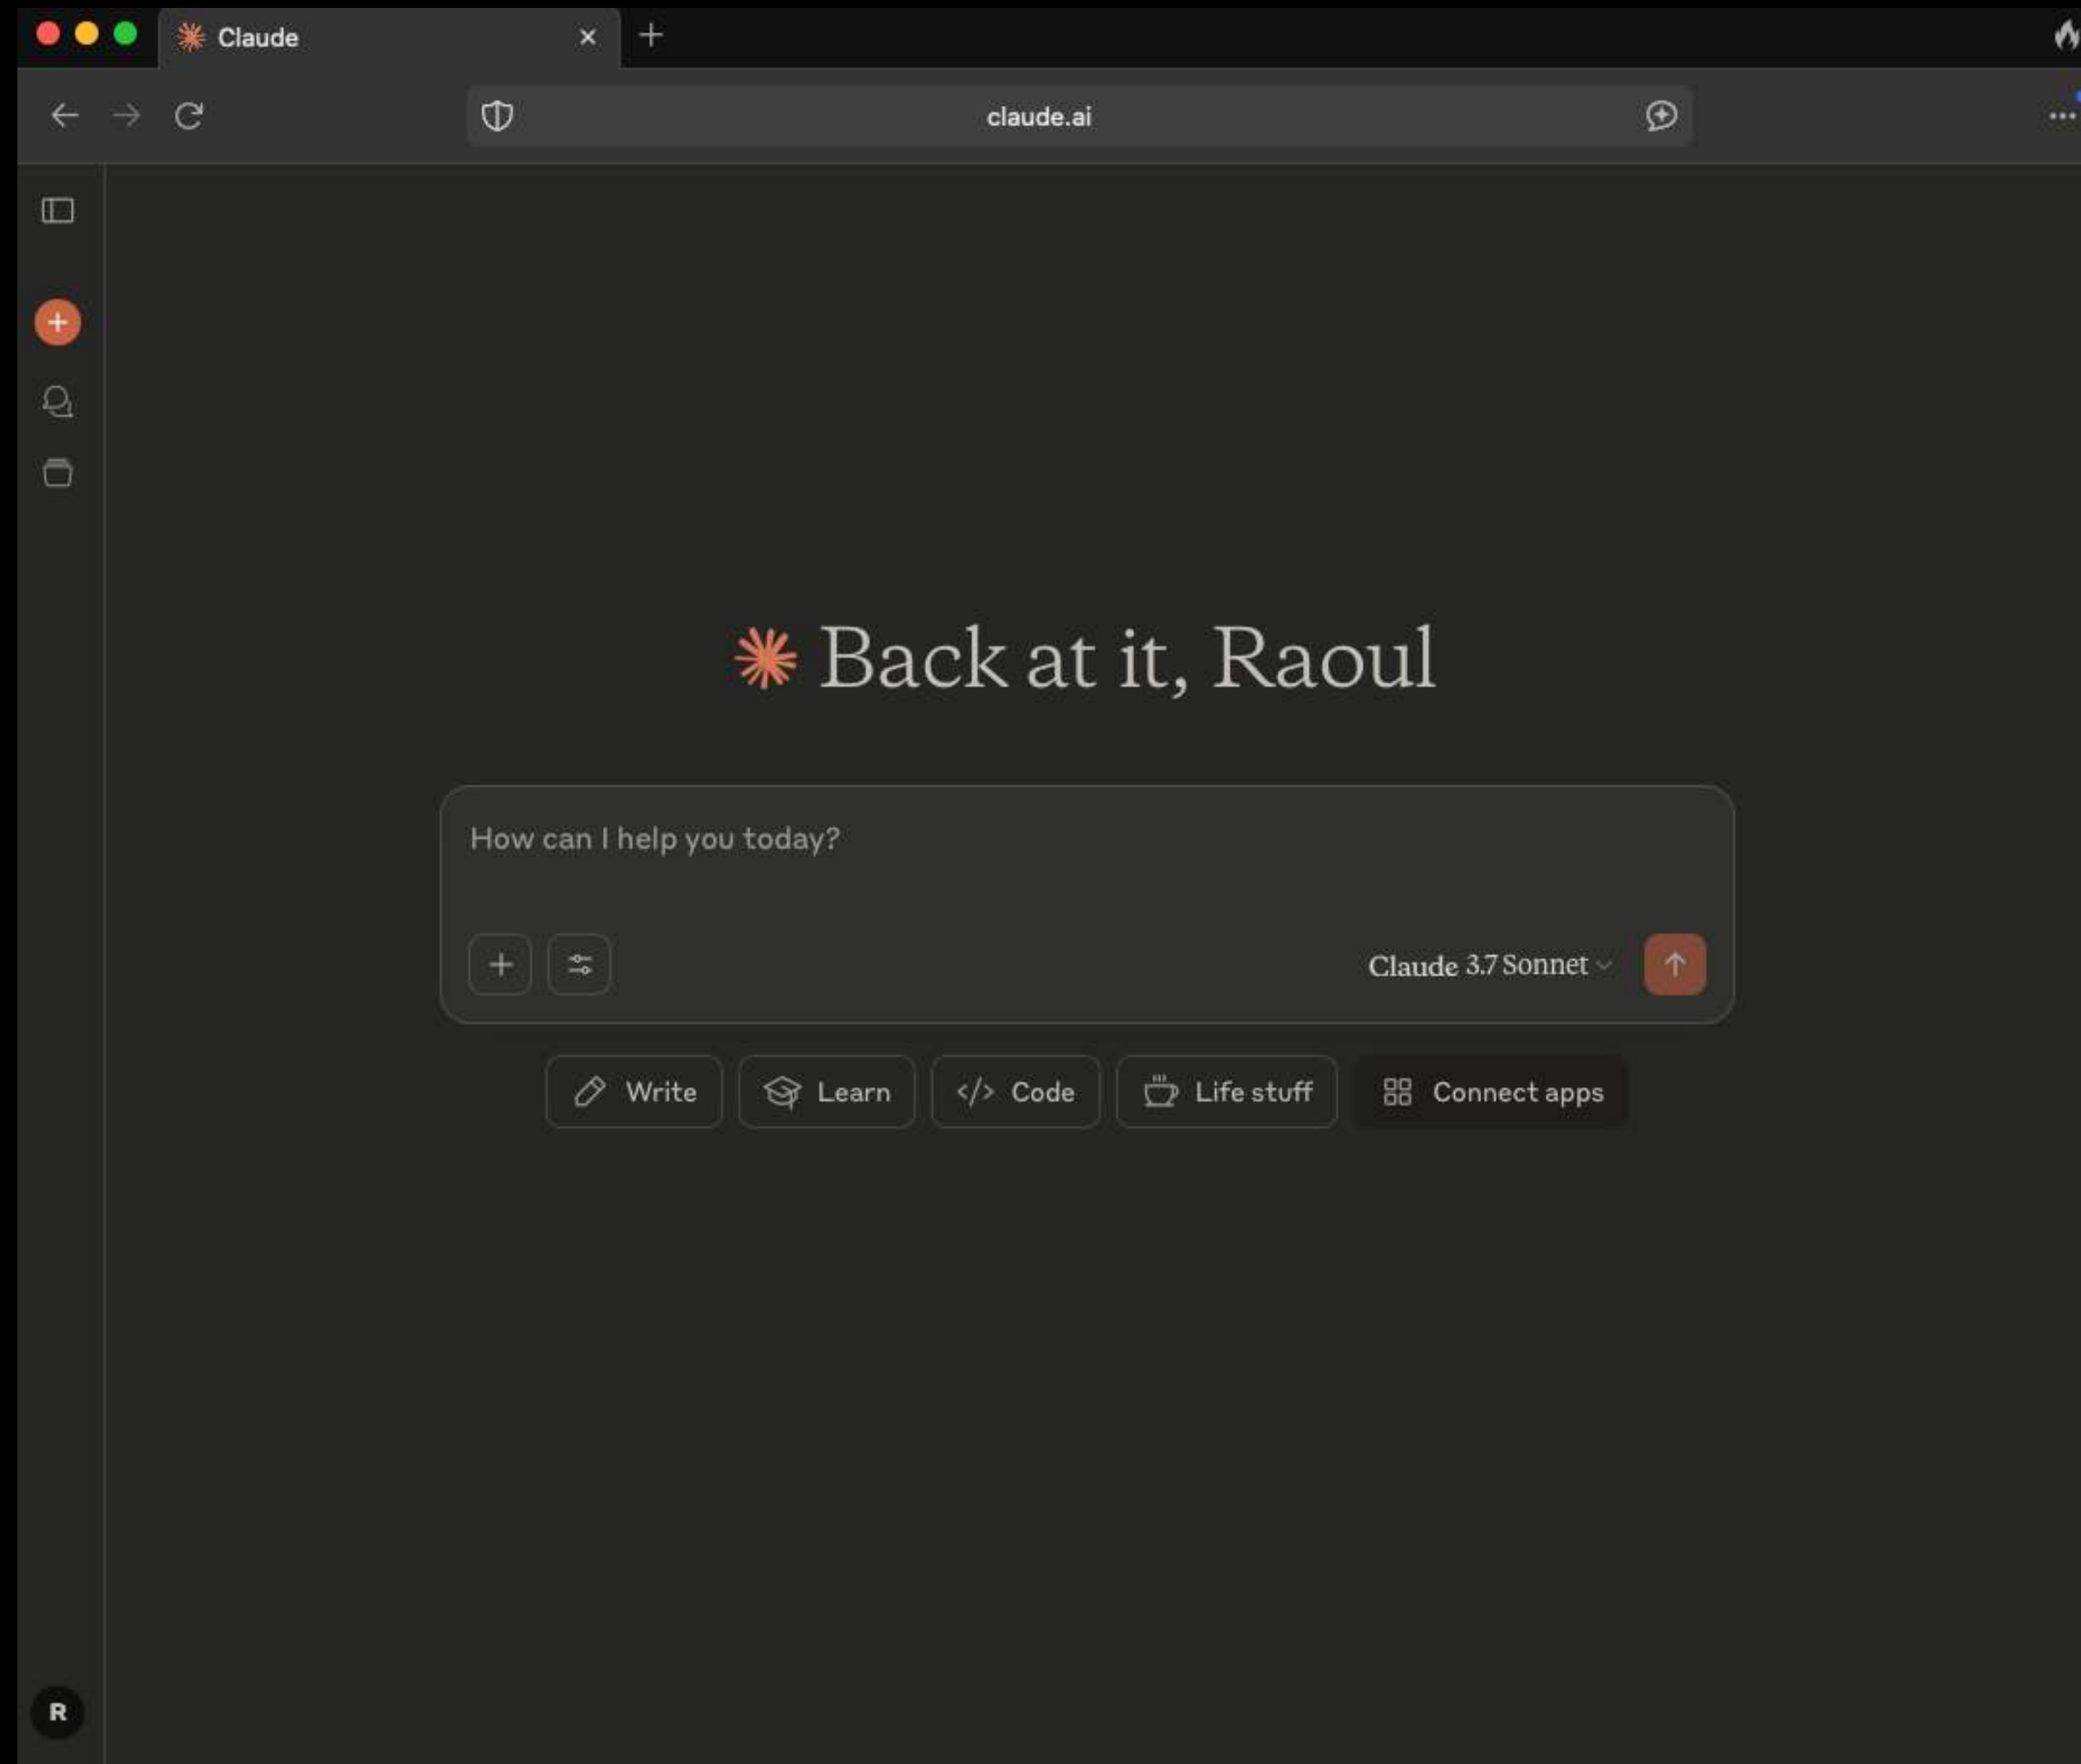 Claude
claude.ai
Back at it, Raoul
How can I help you today?
Claude 3.7 Sonnet
Write Learn Code Life stuff Connect apps
R